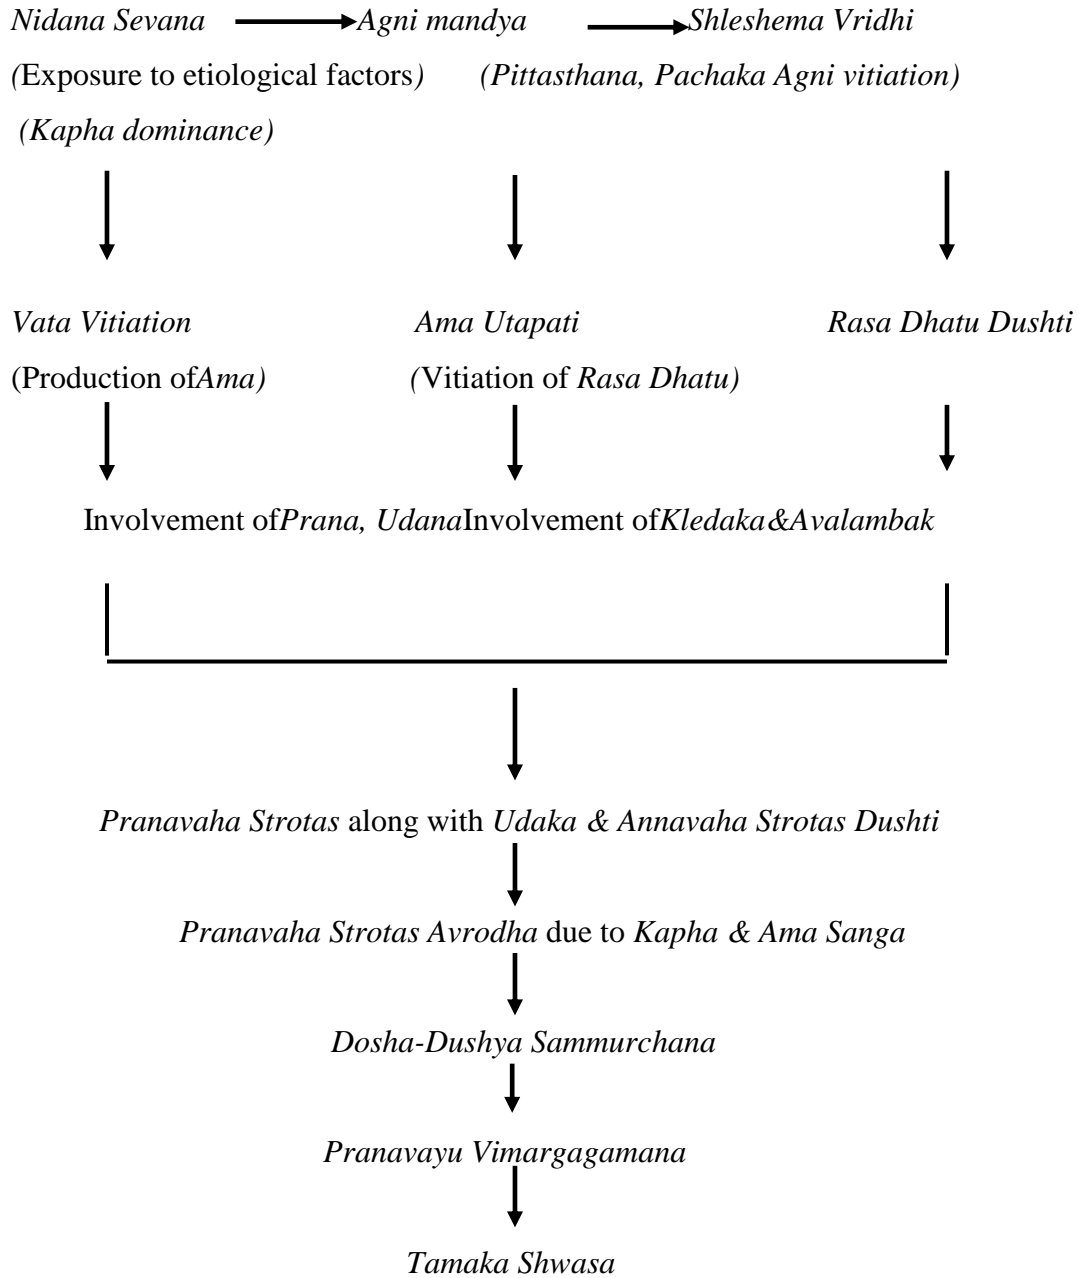 Nidana Sevana Agni mandya Shleshema Vridhi
(Exposure to etiological factors) (Pittasthana, Pachaka Agni vitiation)
(Kapha dominance)
Vata Vitiation Ama Utapati Rasa Dhatu Dushti
(Production ofAma) (Vitiation of Rasa Dhatu)
Involvement ofPrana, UdanaInvolvement ofKledaka&Avalambak
Pranavaha Strotas along with Udaka & Annavaha Strotas Dushti
Pranavaha Strotas Avrodha due to Kapha & Ama Sanga
Dosha-Dushya Sammurchana
Pranavayu Vimargagamana
Tamaka Shwasa